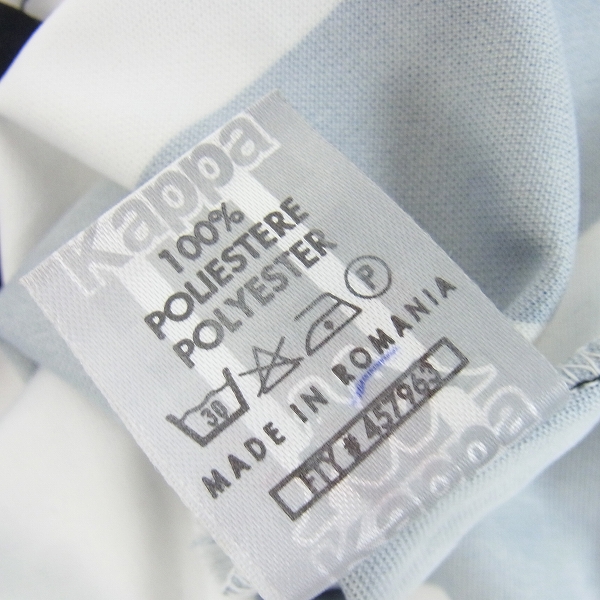 Kappa
100%
POLIESTERE
POLYESTER
30 P
MADE IN ROMANIA
FTY # 457963
Kappa